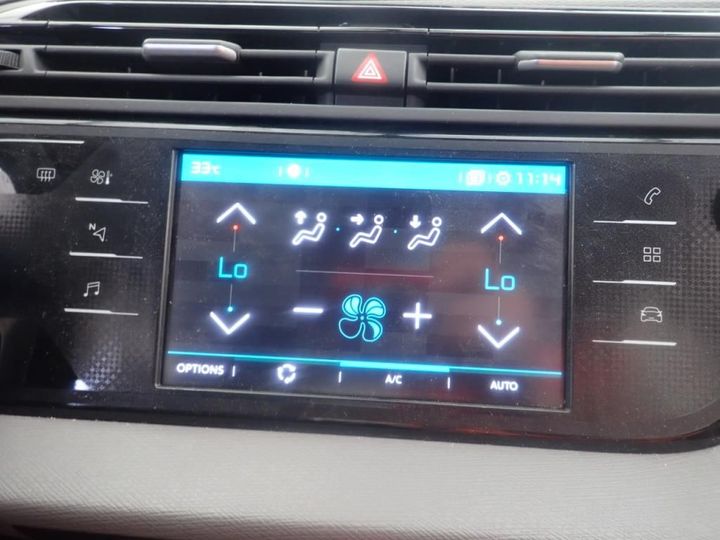 33°C 11:14
N
Lo Lo
OPTIONS A/C AUTO